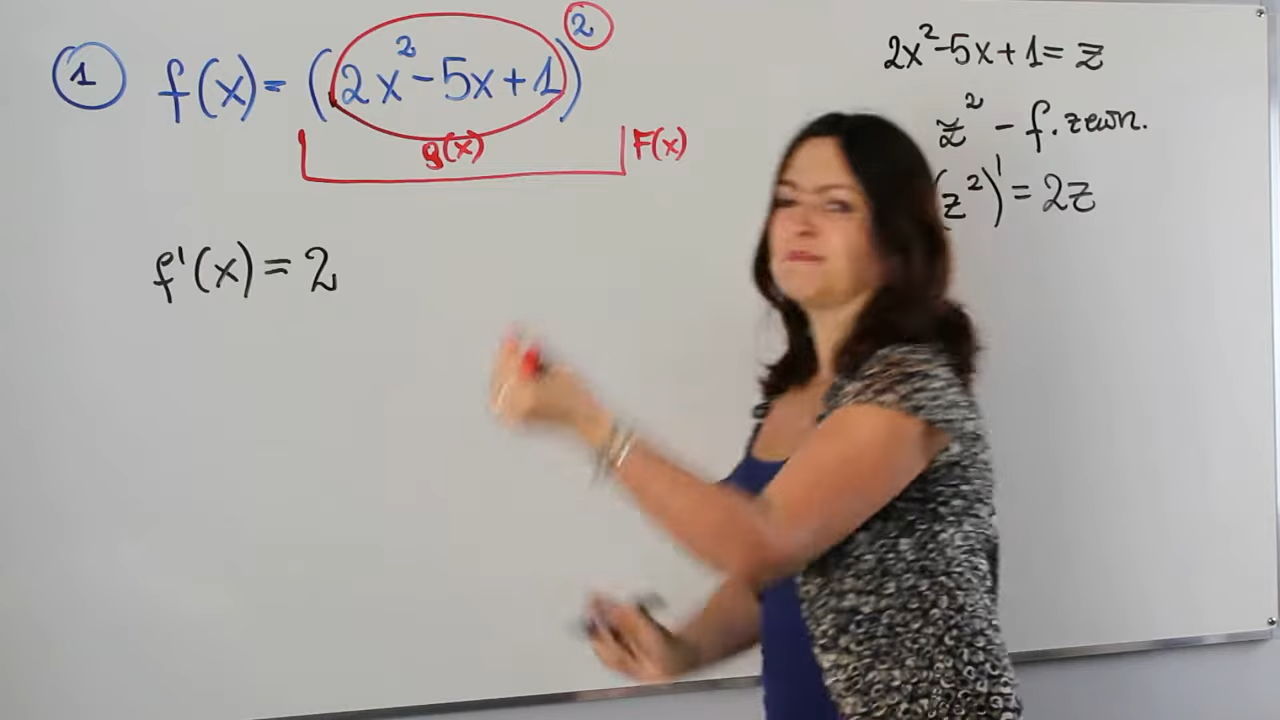 1 f(x)= (2x²-5x+1)²
g(x) F(x)
f'(x)=2
2x²-5x+1=z
z² - f. zewn.
(z²)'=2z